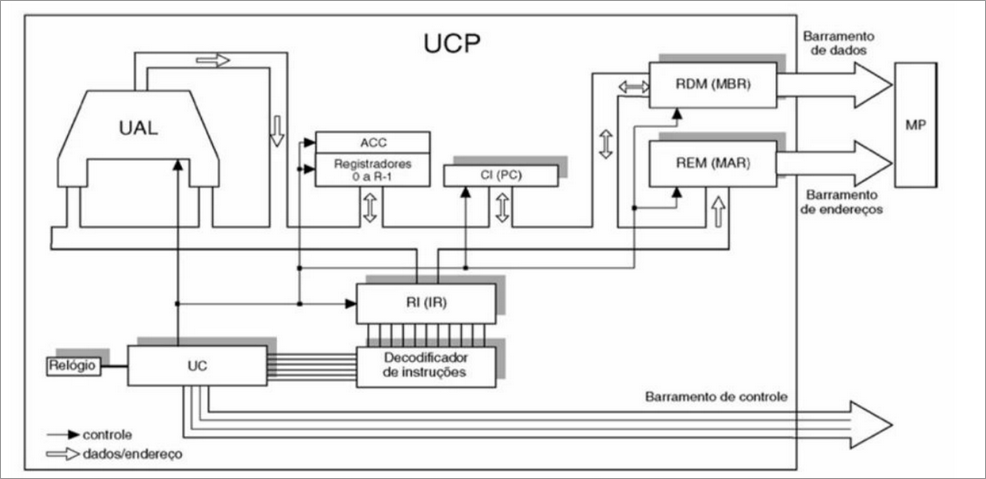 UCP
Barramento
de dados
RDM (MBR)
MP
UAL
ACC
Registradores
0 a R-1
CI (PC)
REM (MAR)
Barramento
de endereços
RI (IR)
Relógio
UC
Decodificador
de instruções
Barramento de controle
controle
dados/endereço